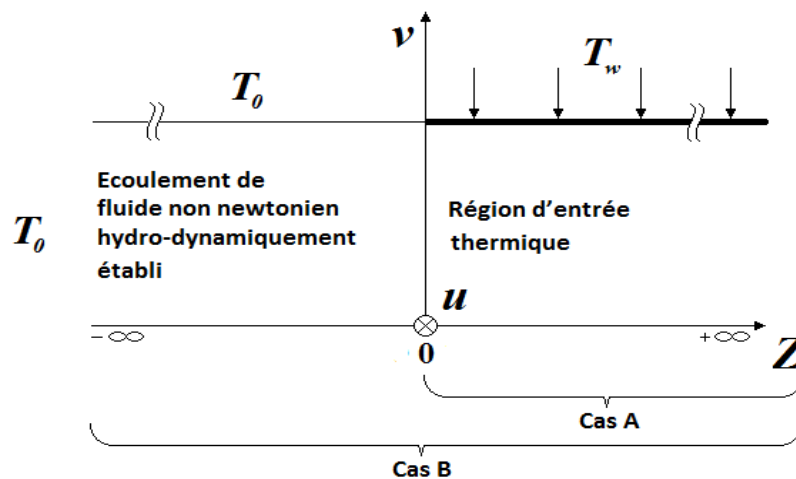 v
T_w
T_0
Ecoulement de
fluide non newtonien
hydro-dynamiquement
établi
Région d'entrée
thermique
T_0
u
− ∞
0
+ ∞
Z
Cas A
Cas B